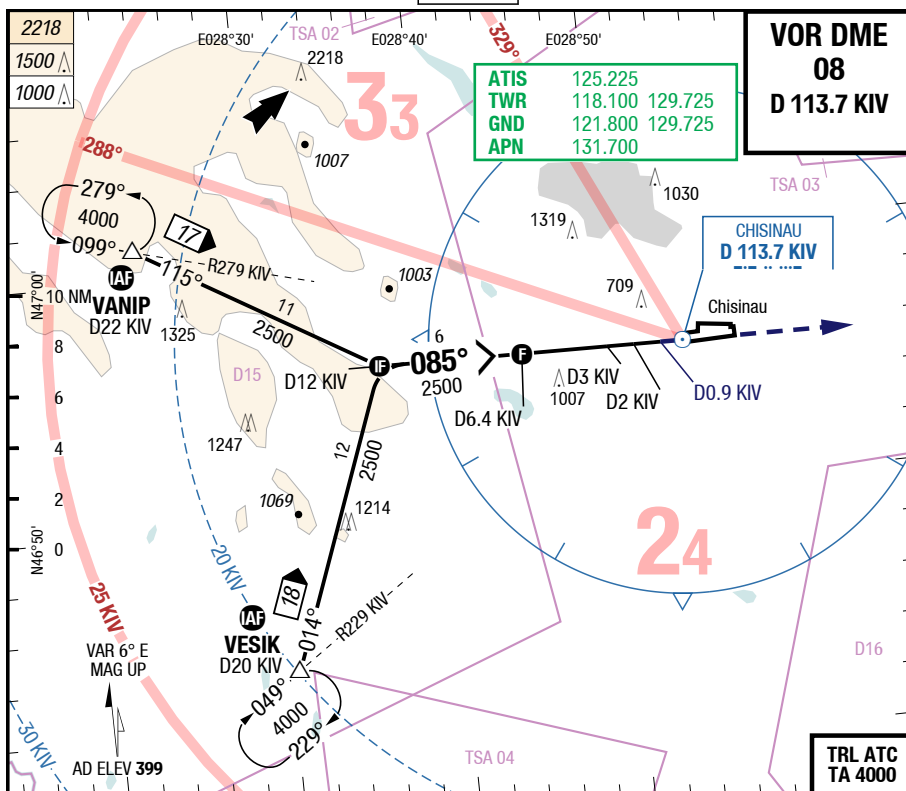 2218
1500
1000
E028°30'
TSA 02
E028°40'
329°
E028°50'
VOR DME
08
D 113.7 KIV
2218
33
ATIS 125.225
TWR 118.100 129.725
GND 121.800 129.725
APN 131.700
1007
288°
TSA 03
1030
1319
279°
4000
099°
17
CHISINAU
D 113.7 KIV
R279 KIV
1003
115°
IAF
VANIP
D22 KIV
N47°00'
10 NM
709
Chisinau
11
2500
1325
8
6
085°
2500
IF
D12 KIV
F
D15
D3 KIV
1007
D2 KIV
D0.9 KIV
D6.4 KIV
6
1247
4
12
2500
2
1069
1214
24
N46°50'
0
20 KIV
25 KIV
18
R229 KIV
IAF
VESIK
D20 KIV
014°
VAR 6° E
MAG UP
D16
049°
4000
229°
30 KIV
TSA 04
AD ELEV 399
TRL ATC
TA 4000